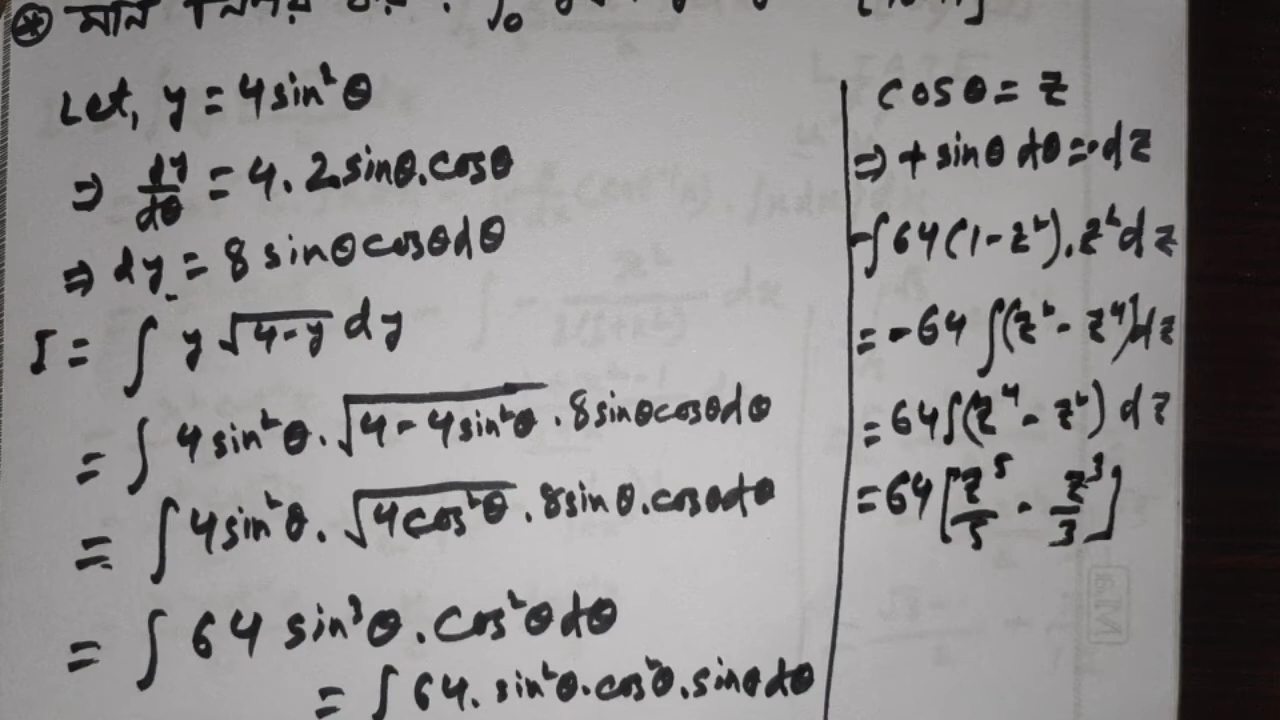 মান
Let, y = 4sin²θ
⇒ dy/dθ = 4. 2sinθ.cosθ
⇒ dy = 8 sinθcosθdθ
I = ∫ y √(4-y) dy
= ∫ 4sin²θ. √(4-4sin²θ) . 8sinθcosθdθ
= ∫ 4sin²θ. √(4cos²θ) . 8sinθ.cosθdθ
= ∫ 64 sin³θ. cos²θdθ
= ∫ 64. sin²θ.cos²θ.sinθdθ
cosθ = z
⇒ + sinθ dθ = -dz
-∫64(1-z²).z²dz
= -64 ∫(z² - z⁴)dz
= 64∫(z⁴ - z²) dz
= 64[z⁵/5 - z³/3]